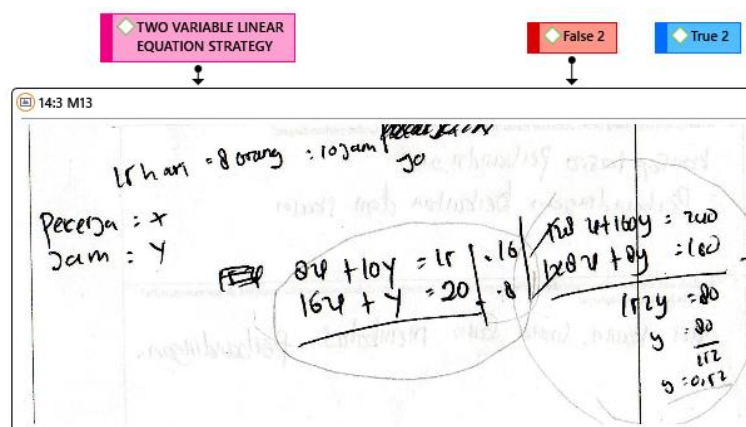 TWO VARIABLE LINEAR
EQUATION STRATEGY
False 2
True 2
14:3 M13
15 hari = 8 orang = 10 jam
Pekerja = x
Jam = y
8x + 10y = 15 | . 16
16x + y = 20 | . 8
128x + 160y = 240
128x + 8y = 160
152y = 80
y = 80
152
y = 0,52